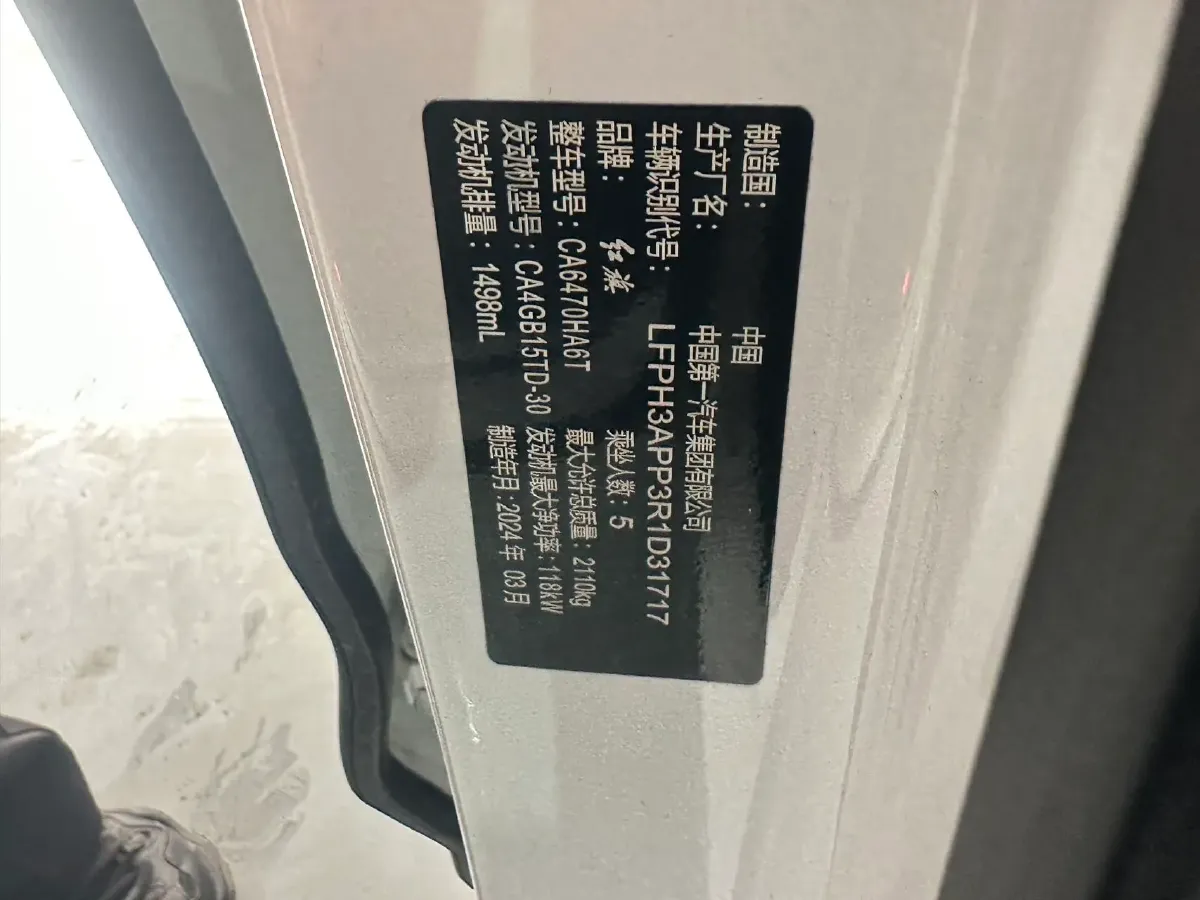 制造国： 中国
生产厂名： 中国第一汽车集团有限公司
车辆识别代号： LFPH3APP3R1D31717
品牌： 红旗 乘坐人数：5
整车型号：CA6470HA6T 最大允许总质量：2110kg
发动机型号：CA4GB15TD-30 发动机最大净功率：118kW
发动机排量：1498mL 制造年月：2024年 03月